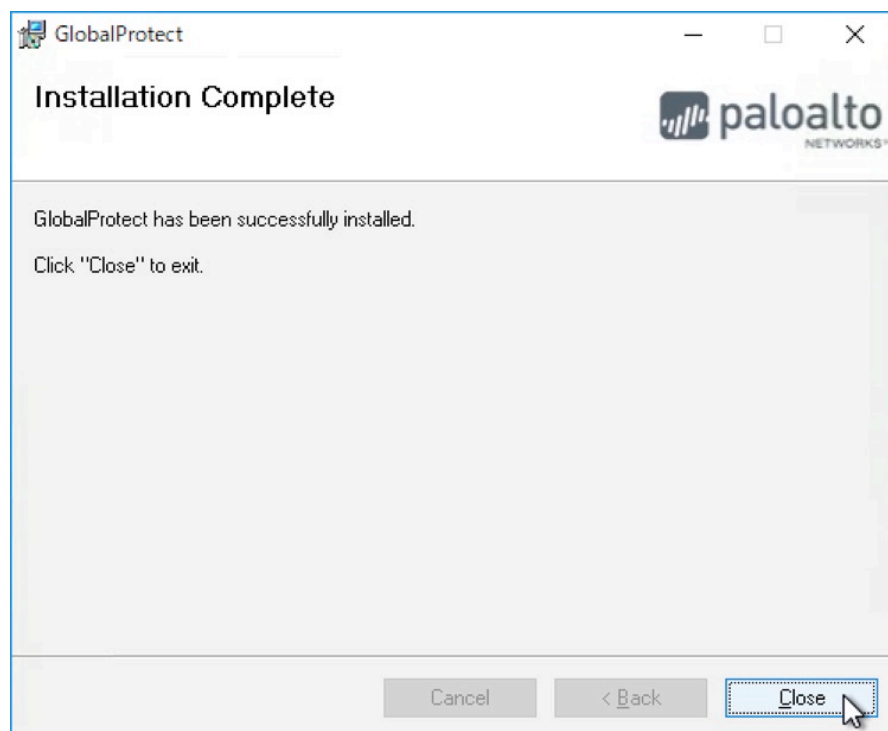 GlobalProtect
Installation Complete
paloalto
NETWORKS
GlobalProtect has been successfully installed.
Click "Close" to exit.
Cancel
< Back
Close